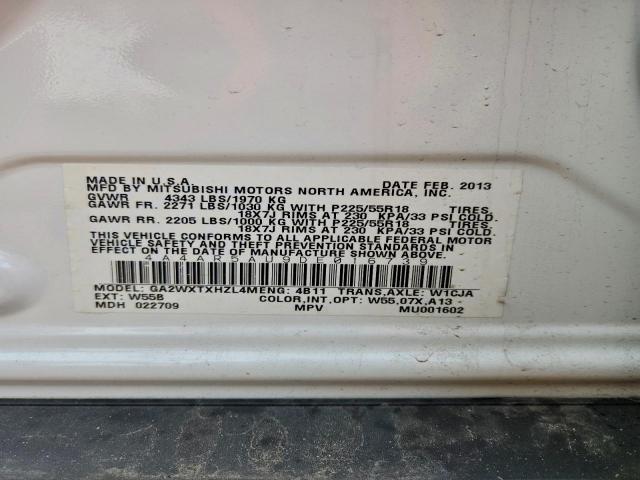 MADE IN U.S.A. DATE FEB. 2013
MFD BY MITSUBISHI MOTORS NORTH AMERICA, INC.
GVWR 4343 LBS/1970 KG
GAWR FR. 2271 LBS/1030 KG WITH P225/55R18 TIRES,
18X7J RIMS AT 230 KPA/33 PSI COLD.
GAWR RR. 2205 LBS/1000 KG WITH P225/55R18 TIRES,
18X7J RIMS AT 230 KPA/33 PSI COLD.
THIS VEHICLE CONFORMS TO ALL APPLICABLE FEDERAL MOTOR
VEHICLE SAFETY AND THEFT PREVENTION STANDARDS IN
EFFECT ON THE DATE OF MANUFACTURE SHOWN ABOVE.
4A4AR5AU9DE016739
MODEL: GA2WXTXHZL4M ENG: 4B11 TRANS,AXLE: W1CJA
EXT: W55B COLOR,INT,OPT: W55,07X,A13
MDH 022709 MPV MU001602